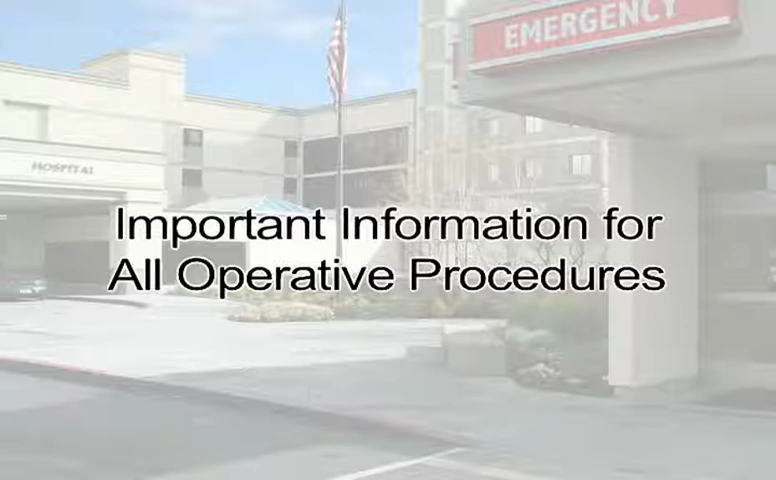 EMERGENCY
HOSPITAL
Important Information for
All Operative Procedures